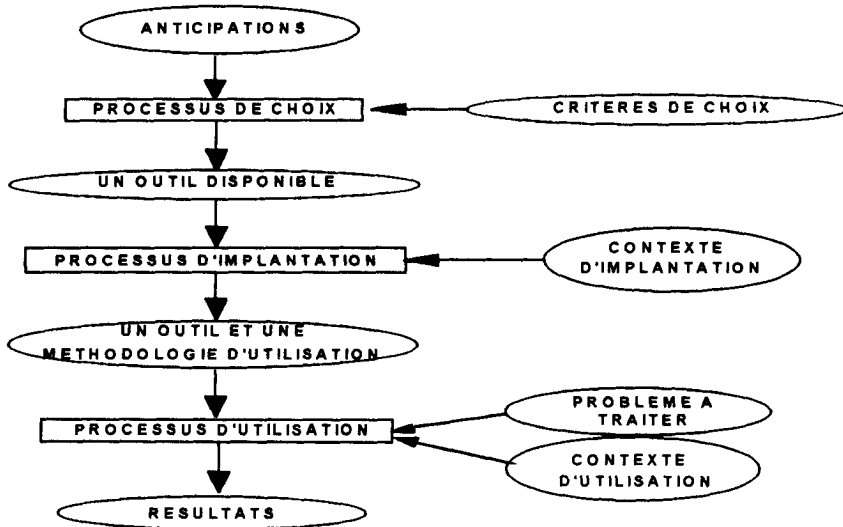 ANTICIPATIONS
PROCESSUS DE CHOIX
CRITERES DE CHOIX
UN OUTIL DISPONIBLE
PROCESSUS D'IMPLANTATION
CONTEXTE
D'IMPLANTATION
UN OUTIL ET UNE
METHODOLOGIE D'UTILISATION
PROCESSUS D'UTILISATION
PROBLEME A
TRAITER
CONTEXTE
D'UTILISATION
RESULTATS